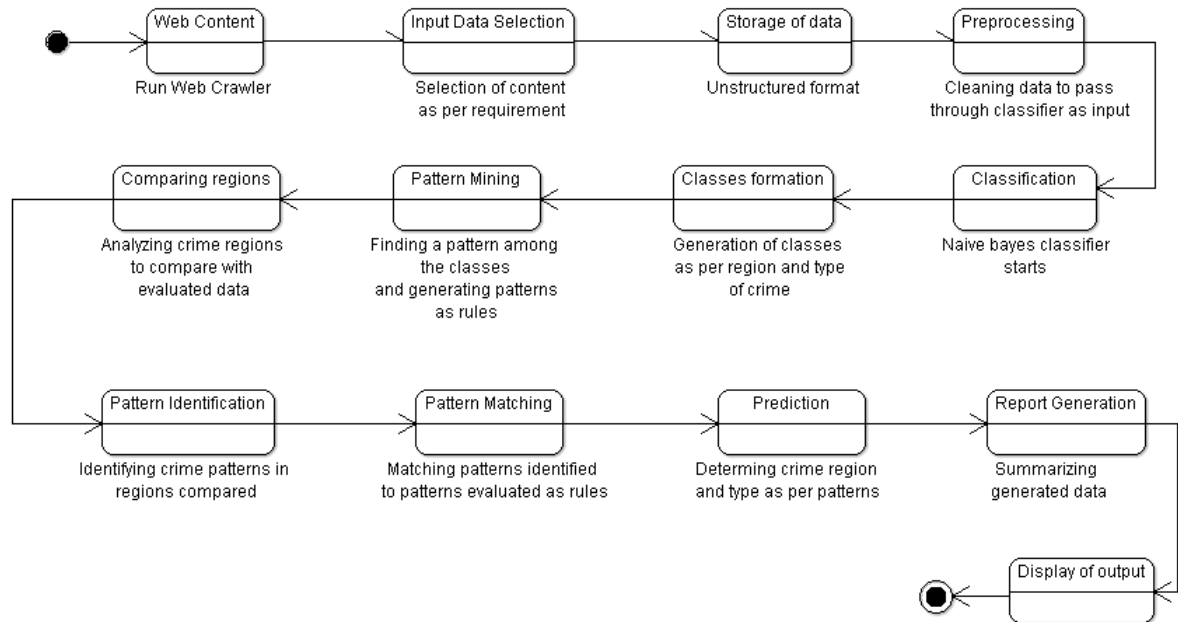 Web Content
Run Web Crawler
Input Data Selection
Selection of content
as per requirement
Storage of data
Unstructured format
Preprocessing
Cleaning data to pass
through classifier as input
Classification
Naive bayes classifier
starts
Classes formation
Generation of classes
as per region and type
of crime
Pattern Mining
Finding a pattern among
the classes
and generating patterns
as rules
Comparing regions
Analyzing crime regions
to compare with
evaluated data
Pattern Identification
Identifying crime patterns in
regions compared
Pattern Matching
Matching patterns identified
to patterns evaluated as rules
Prediction
Determing crime region
and type as per patterns
Report Generation
Summarizing
generated data
Display of output